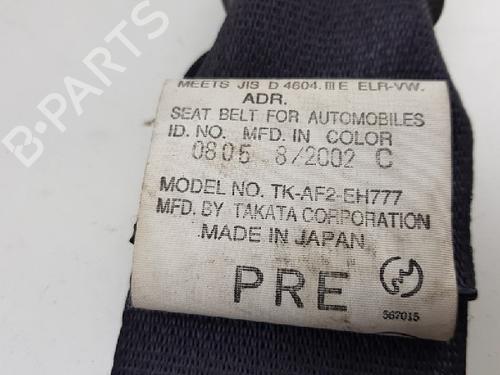 MEETS JIS D 4604.III E ELR-VW.
ADR.
SEAT BELT FOR AUTOMOBILES
ID. NO. MFD. IN COLOR
0805 8/2002 C
MODEL NO. TK-AF2-EH777
MFD. BY TAKATA CORPORATION
MADE IN JAPAN
PRE
567015
B-PARTS